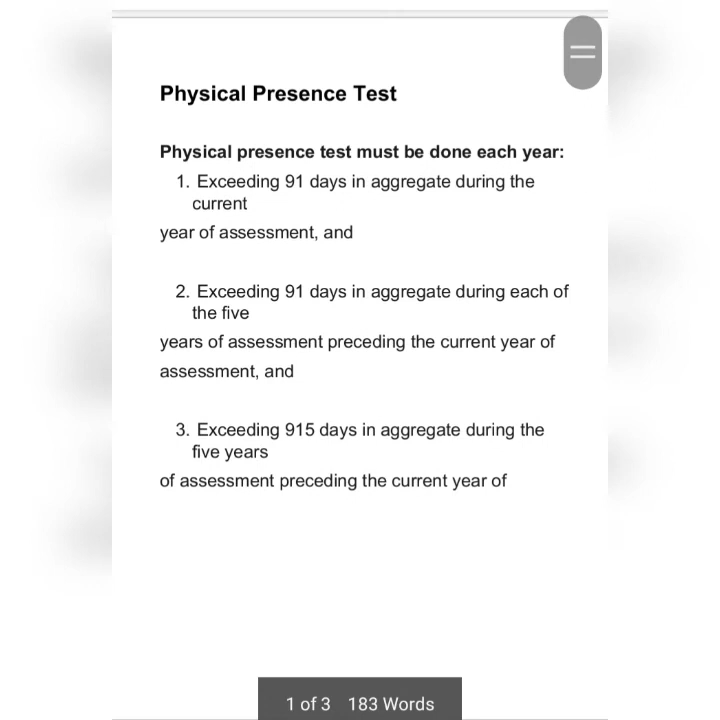 Physical Presence Test
Physical presence test must be done each year:
1. Exceeding 91 days in aggregate during the
current
year of assessment, and
2. Exceeding 91 days in aggregate during each of
the five
years of assessment preceding the current year of
assessment, and
3. Exceeding 915 days in aggregate during the
five years
of assessment preceding the current year of
1 of 3 183 Words